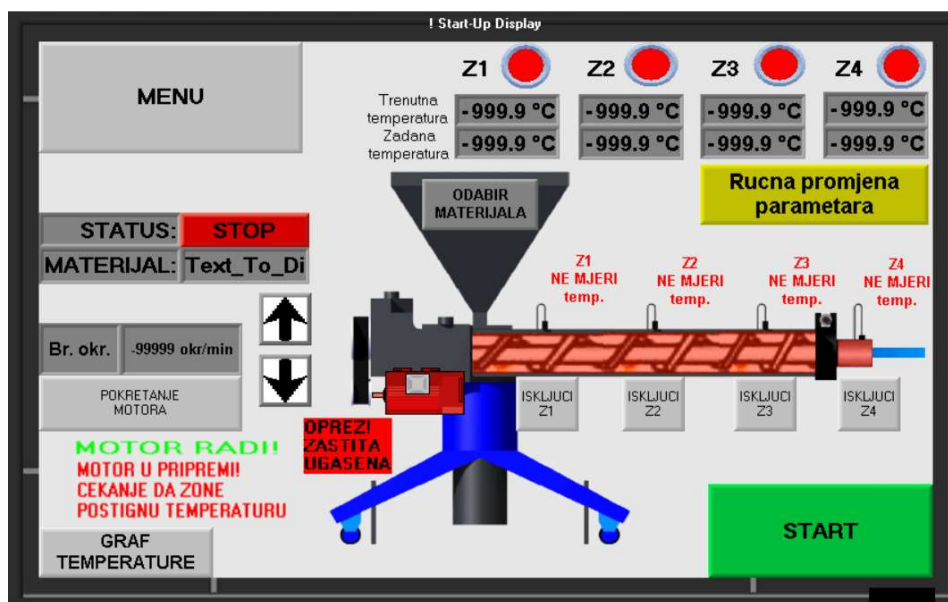 ! Start-Up Display
MENU
Z1
Z2
Z3
Z4
Trenutna
temperatura
-999.9 °C
-999.9 °C
-999.9 °C
-999.9 °C
Zadana
temperatura
-999.9 °C
-999.9 °C
-999.9 °C
-999.9 °C
ODABIR
MATERIJALA
Rucna promjena
parametara
STATUS:
STOP
MATERIJAL:
Text_To_Di
Z1
NE MJERI
temp.
Z2
NE MJERI
temp.
Z3
NE MJERI
temp.
Z4
NE MJERI
temp.
Br. okr.
-99999 okr/min
POKRETANJE
MOTORA
ISKLJUCI
Z1
ISKLJUCI
Z2
ISKLJUCI
Z3
ISKLJUCI
Z4
OPREZ!
ZASTITA
UGASENA
MOTOR RADI!
MOTOR U PRIPREMI!
CEKANJE DA ZONE
POSTIGNU TEMPERATURU
GRAF
TEMPERATURE
START